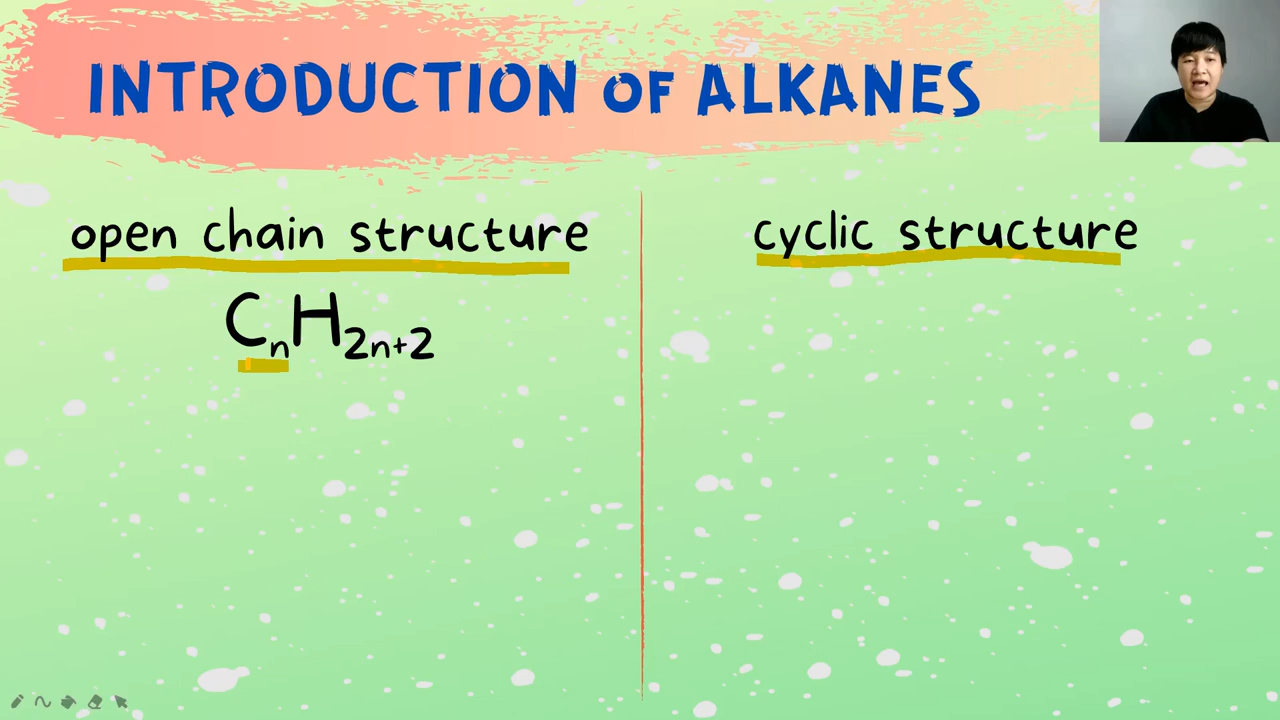 INTRODUCTION OF ALKANES
open chain structure
CₙH₂ₙ₊₂
cyclic structure